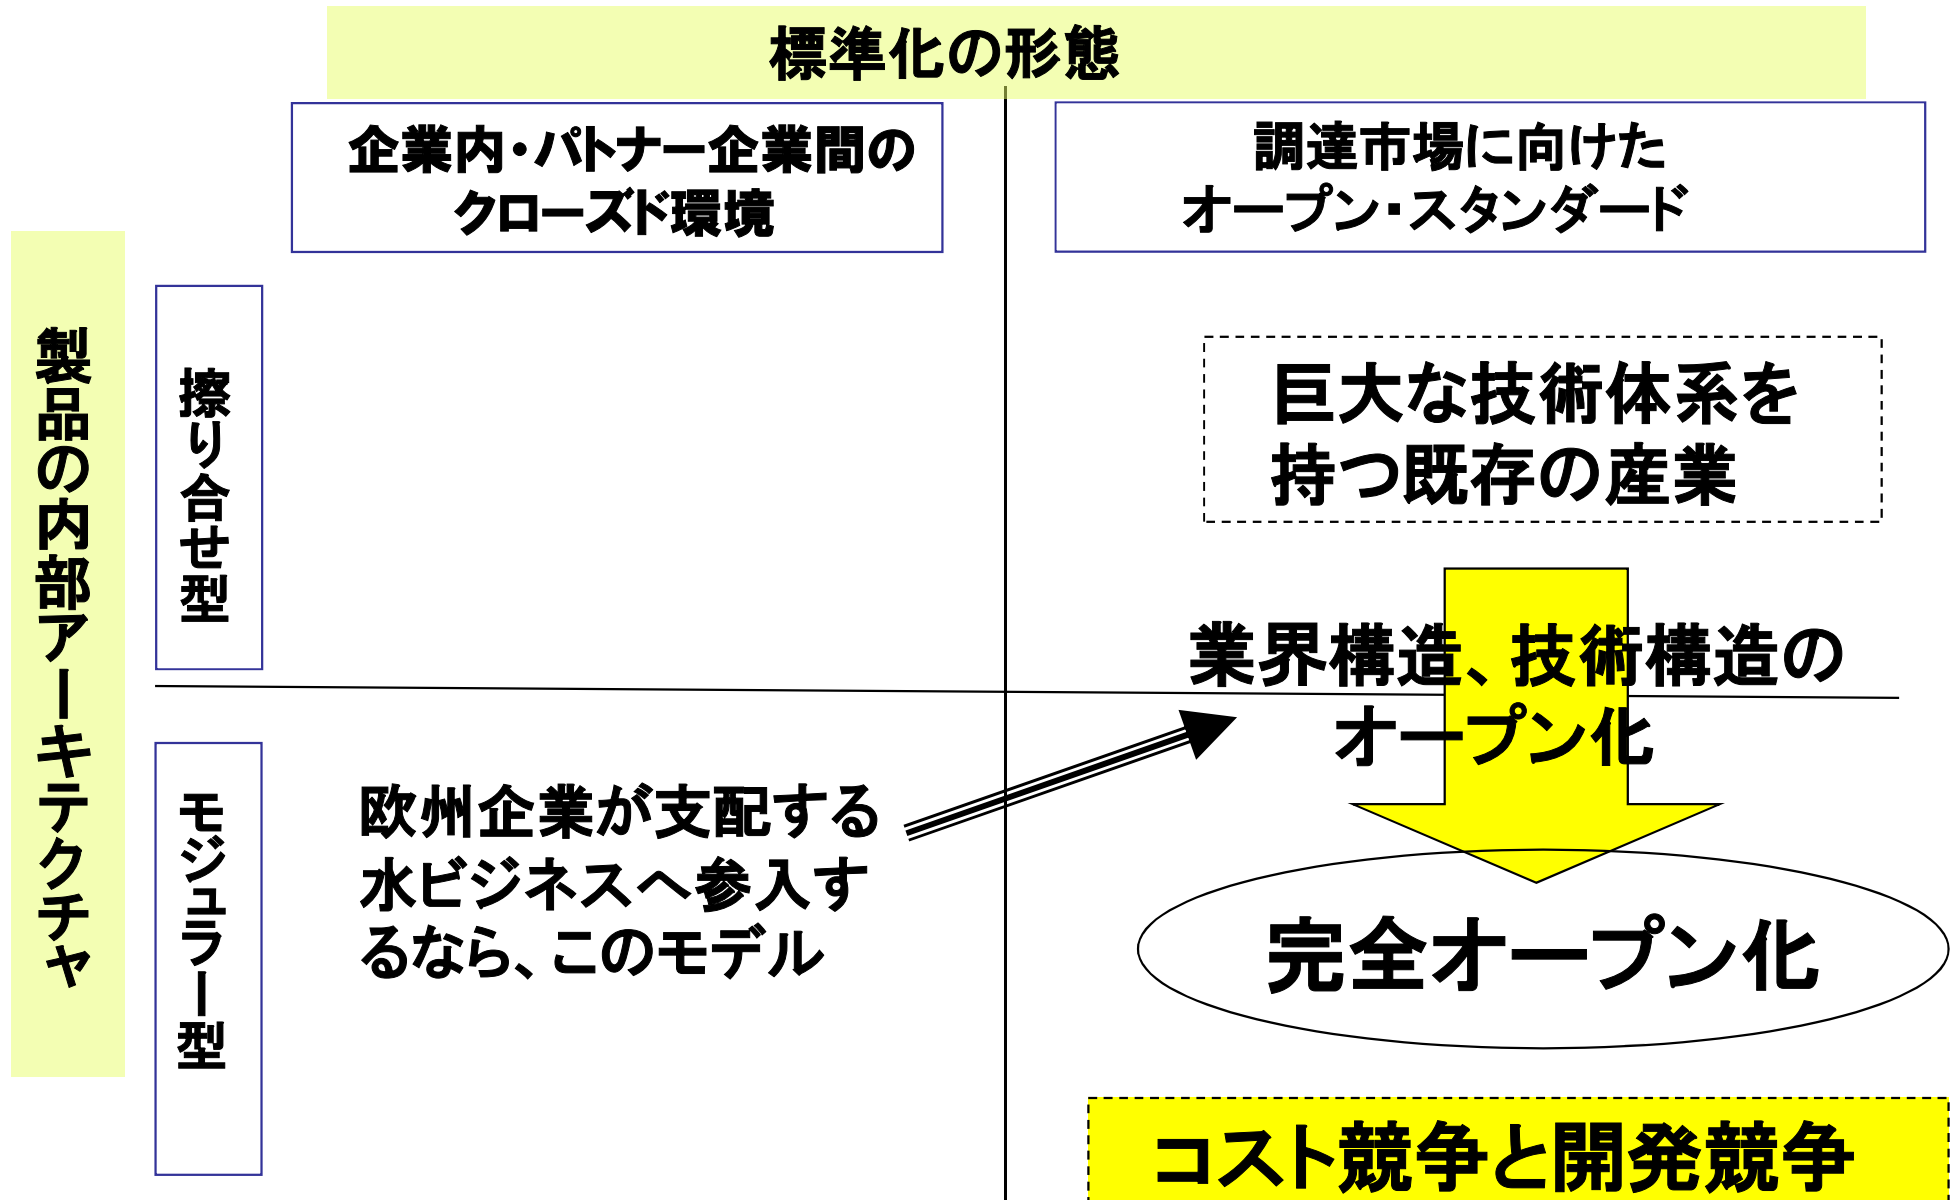 標準化の形態
企業内・パートナー企業間の
クローズド環境
調達市場に向けた
オープン・スタンダード
製品の内部アーキテクチャ
擦り合せ型
巨大な技術体系を
持つ既存の産業
業界構造、技術構造の
オープン化
モジュラー型
欧州企業が支配する
水ビジネスへ参入す
るなら、このモデル
完全オープン化
コスト競争と開発競争